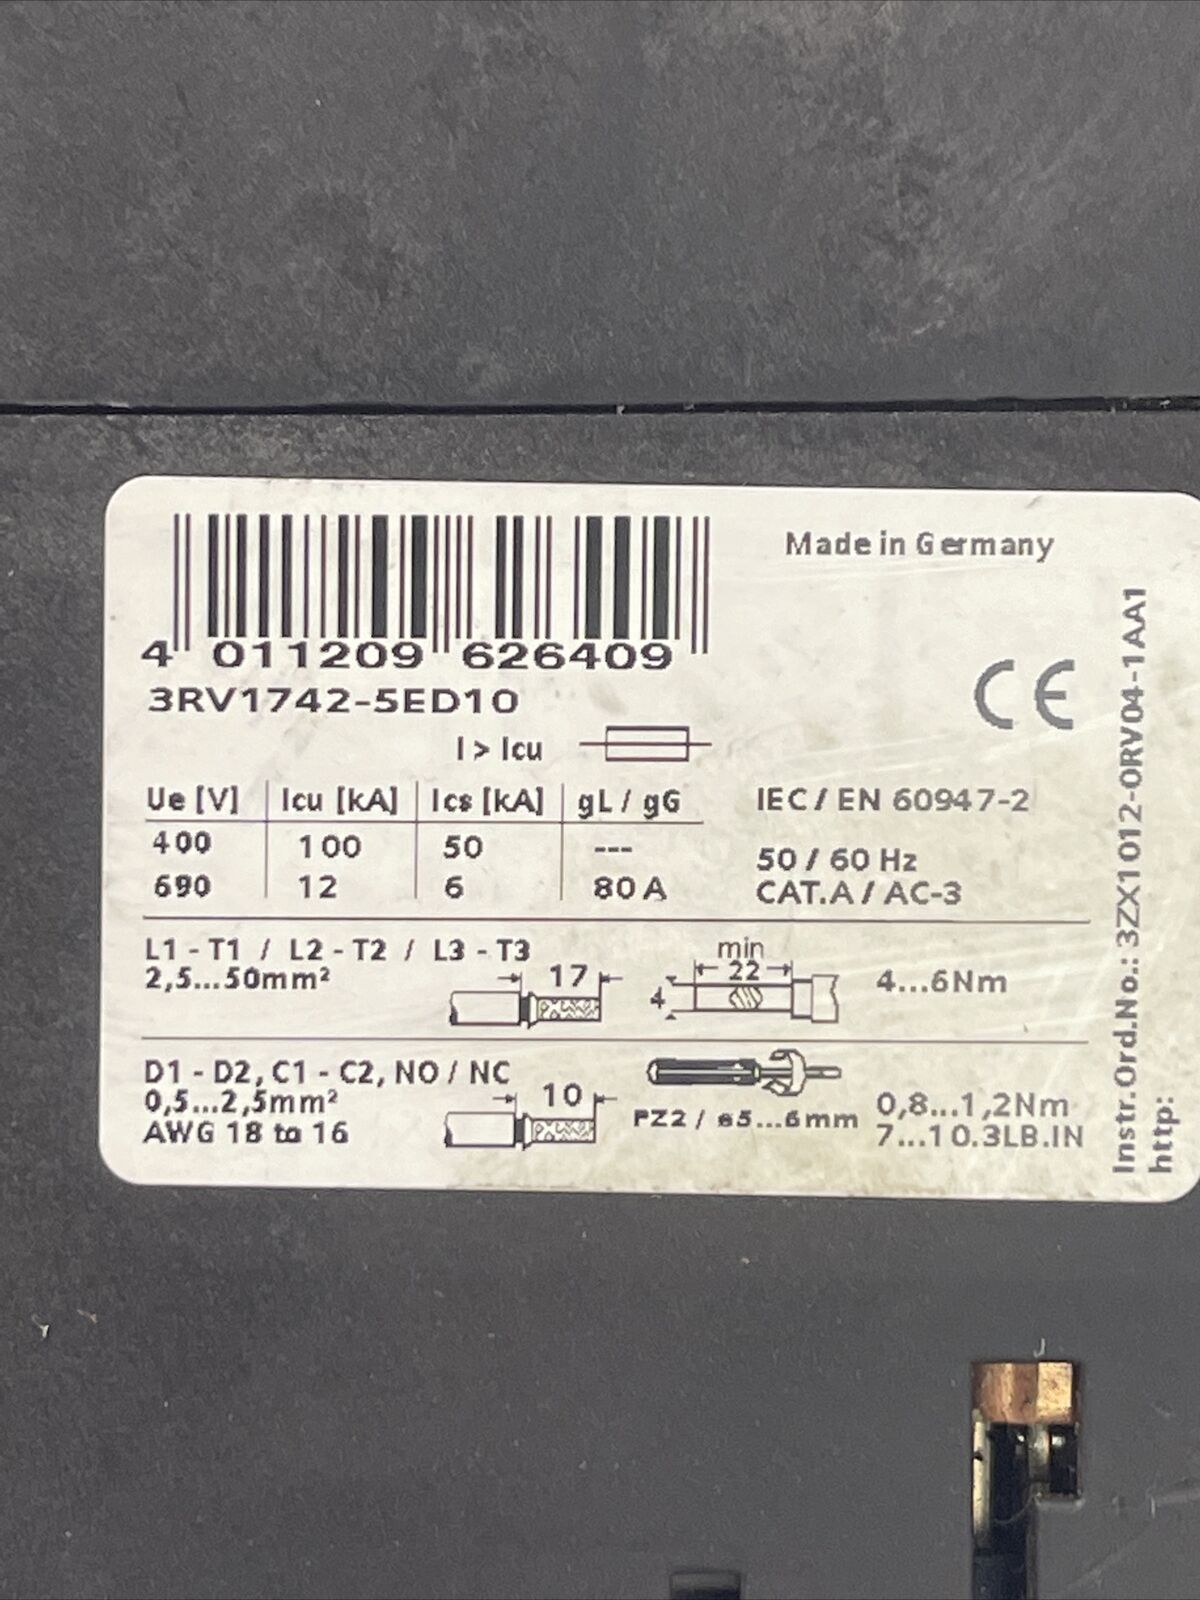 Made in Germany
4 011209 626409
3RV1742-5ED10
CE
I > Icu
Ue [V] Icu [kA] Ics [kA] gL / gG
400 100 50 ---
690 12 6 80 A
IEC / EN 60947-2
50 / 60 Hz
CAT.A / AC-3
L1 - T1 / L2 - T2 / L3 - T3
2,5...50mm²
17
min
22
4
4...6Nm
D1 - D2, C1 - C2, NO / NC
0,5...2,5mm²
AWG 18 to 16
10
PZ2 / ø5...6mm
0,8...1,2Nm
7...10.3LB.IN
Instr.Ord.No.: 3ZX1012-0RV04-1AA1
http: